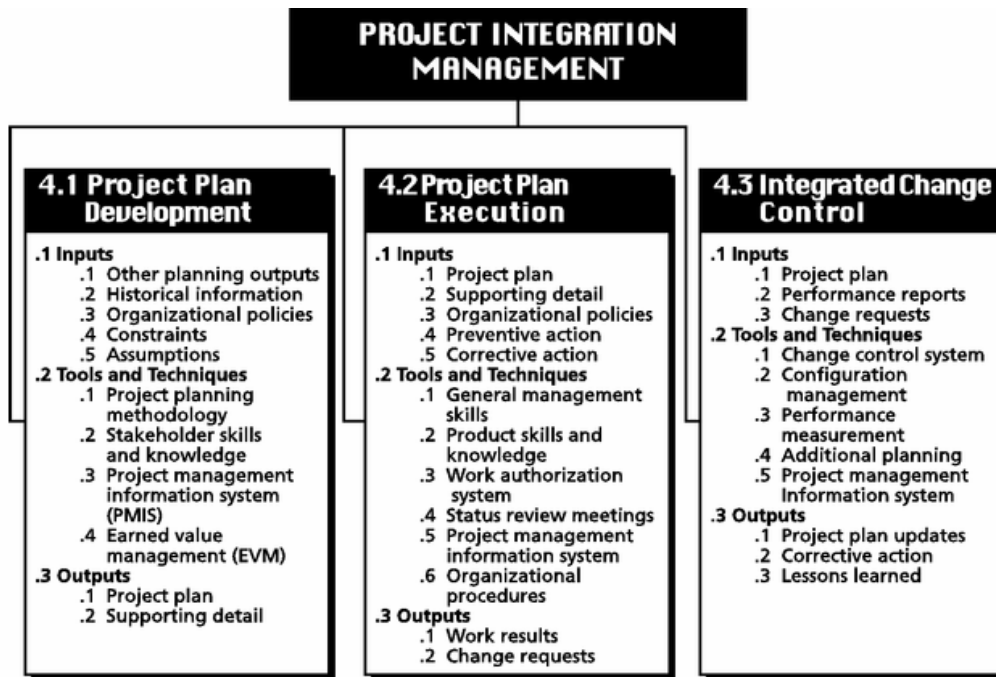 PROJECT INTEGRATION
MANAGEMENT
4.1 Project Plan
Development
.1 Inputs
.1 Other planning outputs
.2 Historical information
.3 Organizational policies
.4 Constraints
.5 Assumptions
.2 Tools and Techniques
.1 Project planning
methodology
.2 Stakeholder skills
and knowledge
.3 Project management
information system
(PMIS)
.4 Earned value
management (EVM)
.3 Outputs
.1 Project plan
.2 Supporting detail
4.2 Project Plan
Execution
.1 Inputs
.1 Project plan
.2 Supporting detail
.3 Organizational policies
.4 Preventive action
.5 Corrective action
.2 Tools and Techniques
.1 General management
skills
.2 Product skills and
knowledge
.3 Work authorization
system
.4 Status review meetings
.5 Project management
information system
.6 Organizational
procedures
.3 Outputs
.1 Work results
.2 Change requests
4.3 Integrated Change
Control
.1 Inputs
.1 Project plan
.2 Performance reports
.3 Change requests
.2 Tools and Techniques
.1 Change control system
.2 Configuration
management
.3 Performance
measurement
.4 Additional planning
.5 Project management
Information system
.3 Outputs
.1 Project plan updates
.2 Corrective action
.3 Lessons learned